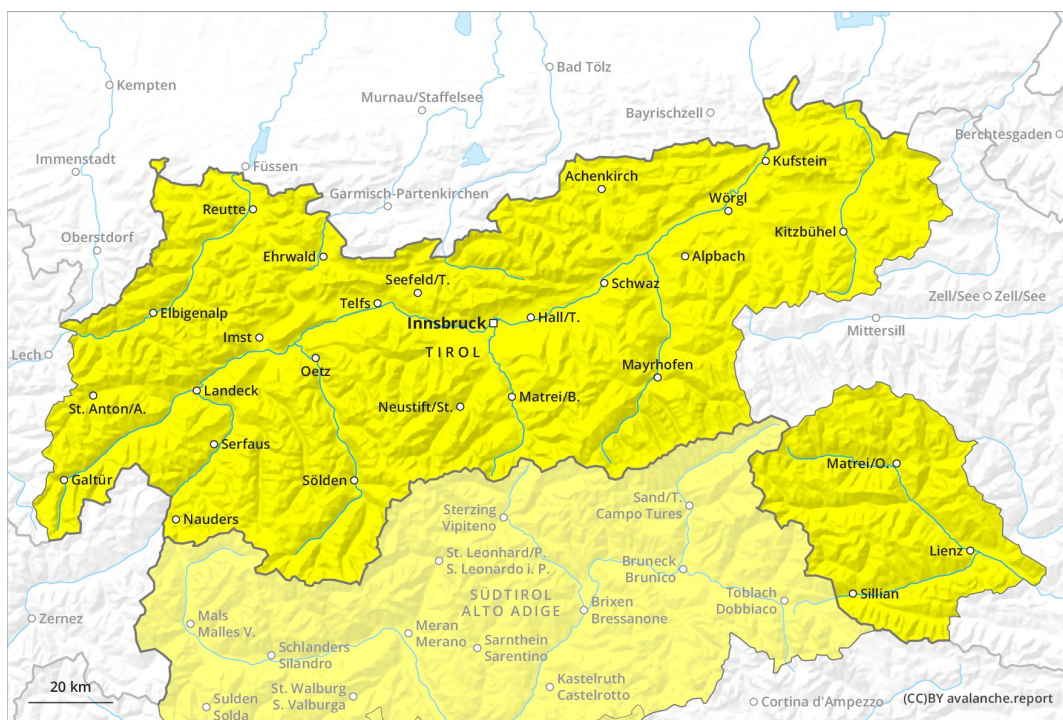 Kempten
Bad Tölz
Murnau/Staffelsee
Bayrischzell
Berchtesgaden
Immenstadt
Füssen
Kufstein
Achenkirch
Garmisch-Partenkirchen
Wörgl
Reutte
Kitzbühel
Oberstdorf
Ehrwald
Alpbach
Seefeld/T.
Schwaz
Zell/See
Zell/See
Telfs
Elbigenalp
Hall/T.
Innsbruck
Mittersill
Imst
TIROL
Lech
Mayrhofen
Oetz
Landeck
St. Anton/A.
Matrei/B.
Neustift/St.
Serfaus
Matrei/O.
Galtür
Sölden
Sand/T.
Campo Tures
Sterzing
Vipiteno
Nauders
Lienz
St. Leonhard/P.
S. Leonardo i. P.
Bruneck
Brunico
SÜDTIROL
ALTO ADIGE
Toblach
Dobbiaco
Sillian
Brixen
Bressanone
Zernez
Mals
Malles V.
Meran
Merano
Schlanders
Silandro
Sarnthein
Sarentino
Kastelruth
Castelrotto
20 km
St. Walburg
S. Valburga
Sulden
Solda
Cortina d'Ampezzo
(CC)BY avalanche.report